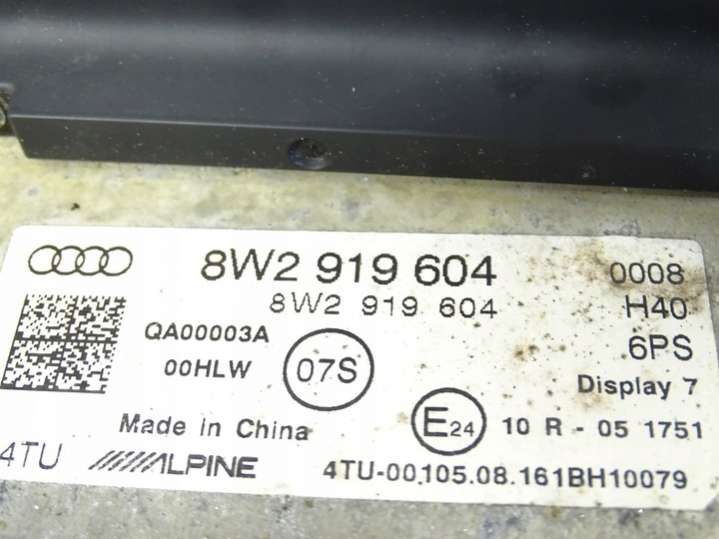 8W2 919 604 0008
8W2 919 604 H40
QA00003A 6PS
00HLW 07S Display 7
Made in China E24 10 R - 05 1751
4TU ALPINE 4TU-00.105.08.161BH10079